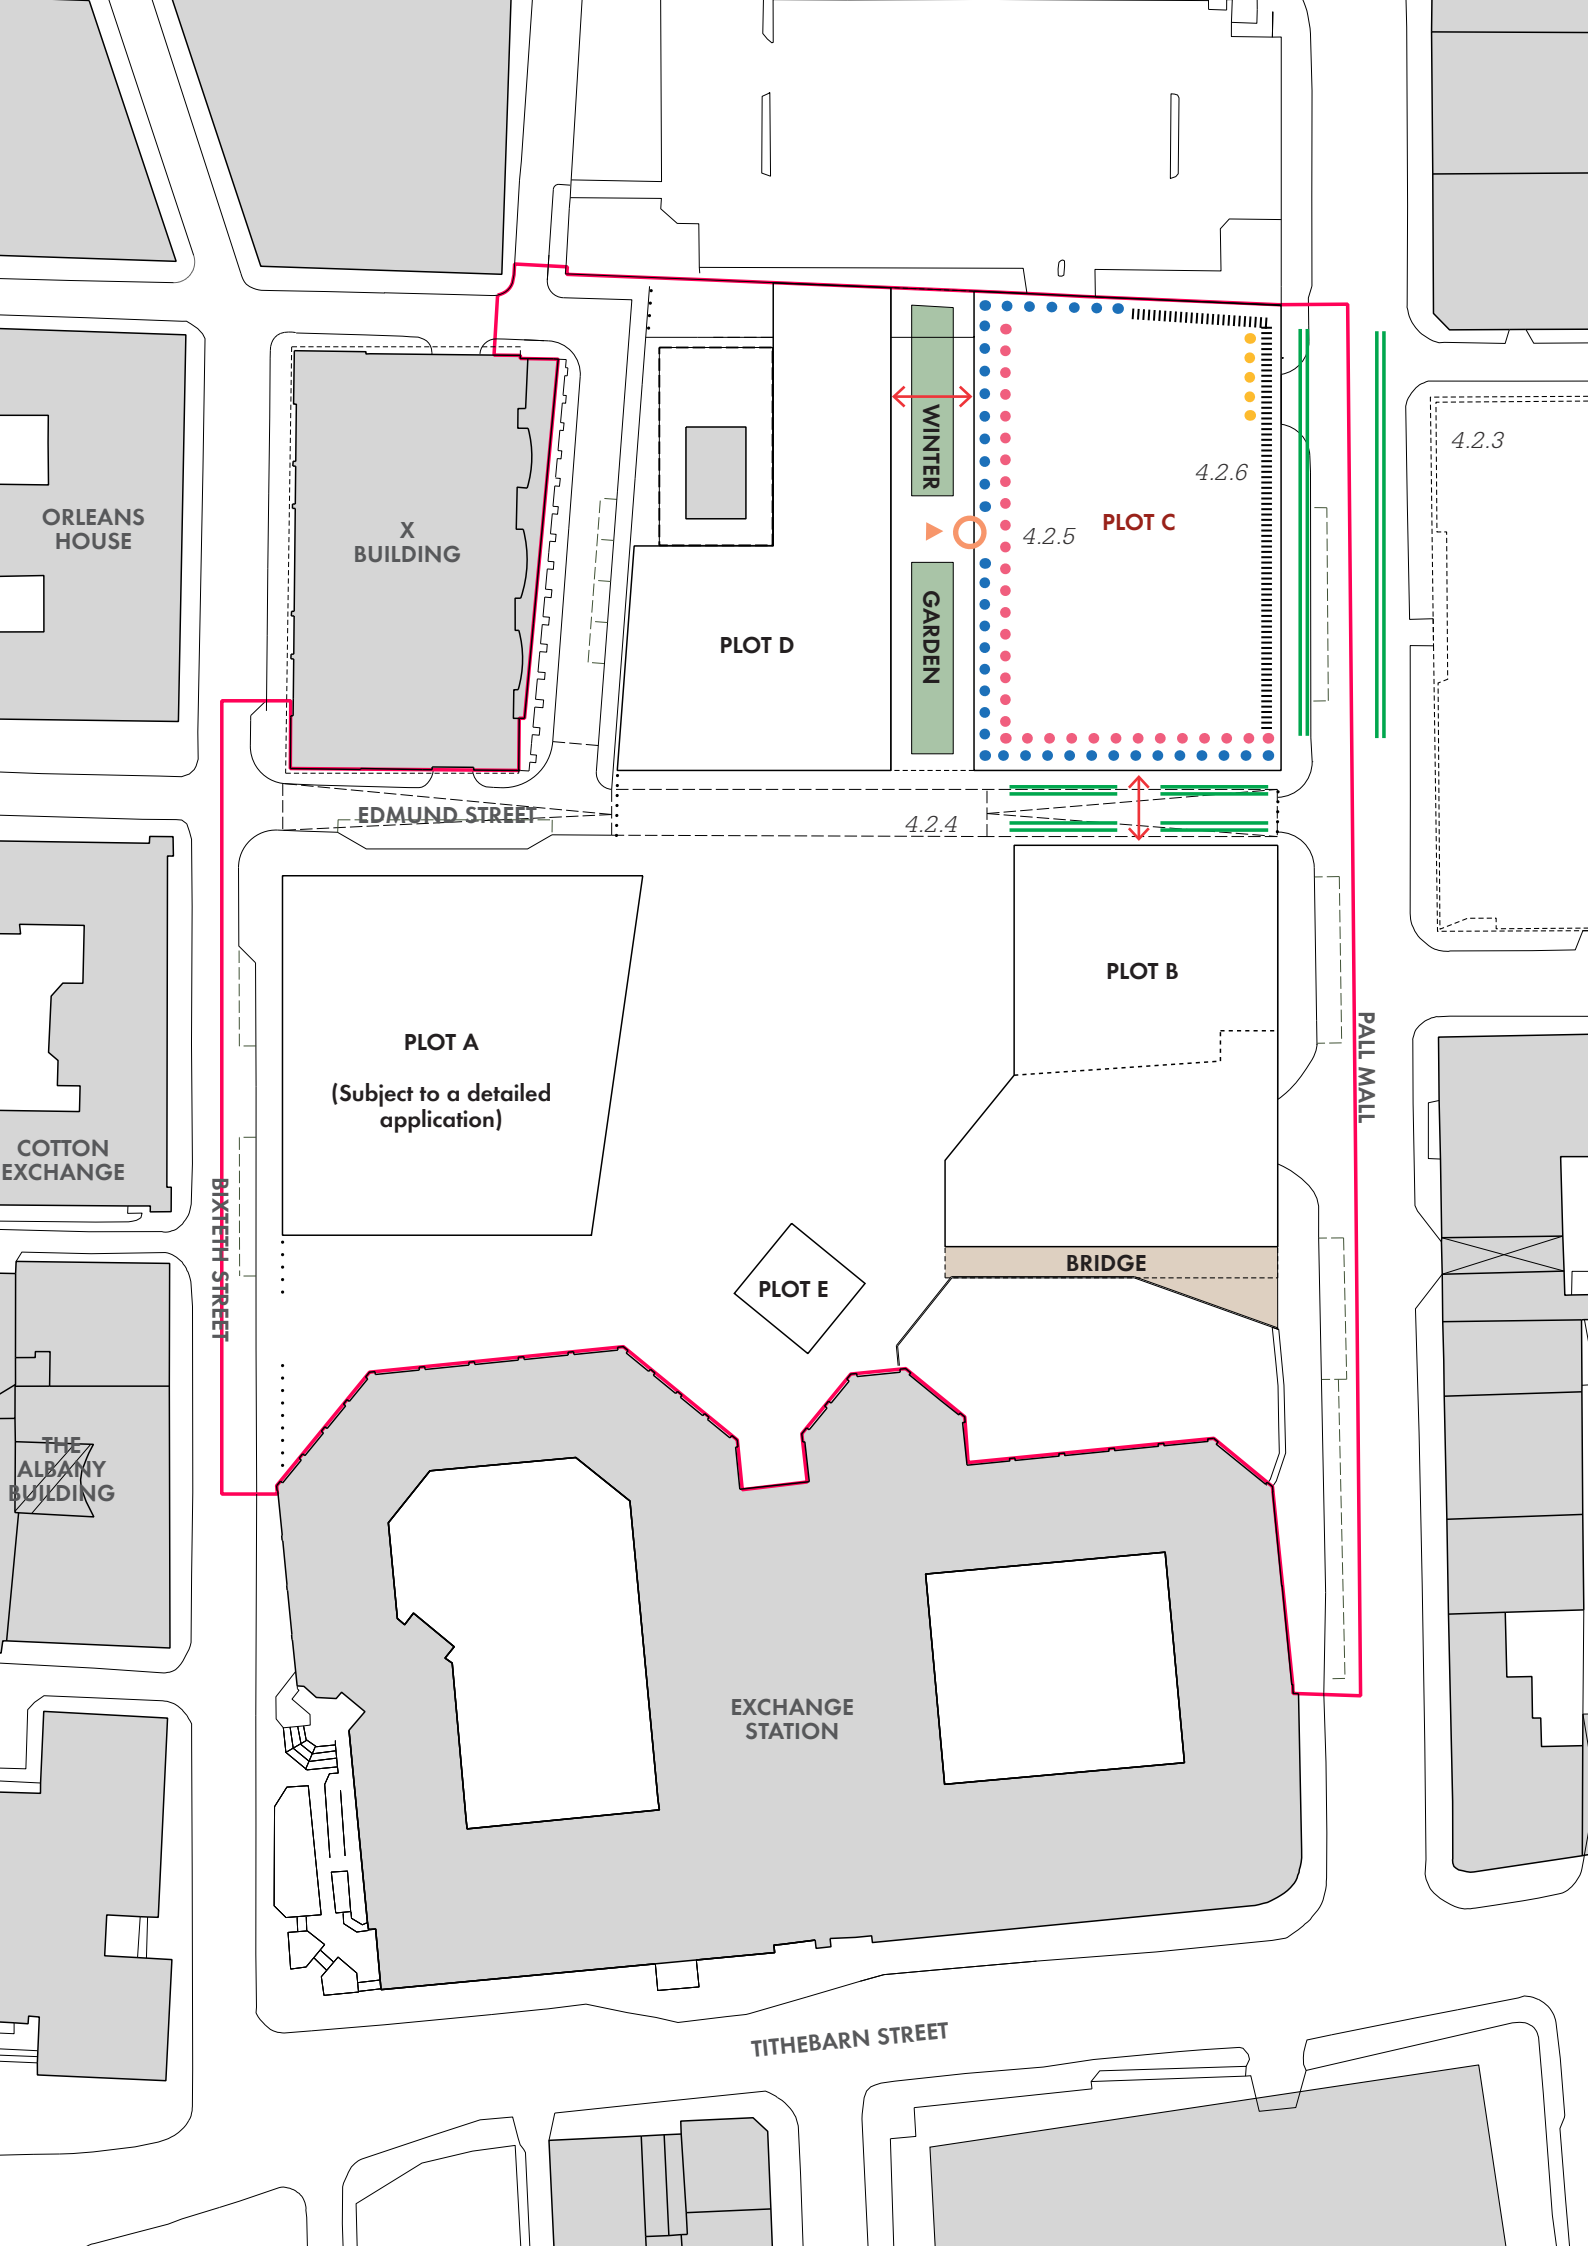 4.2.3
WINTER
4.2.6
ORLEANS
HOUSE
X
BUILDING
4.2.5
PLOT C
GARDEN
PLOT D
EDMUND STREET
4.2.4
PLOT B
PLOT A
(Subject to a detailed
application)
PALL MALL
COTTON
EXCHANGE
BIXTETH STREET
BRIDGE
PLOT E
THE
ALBANY
BUILDING
EXCHANGE
STATION
TITHEBARN STREET